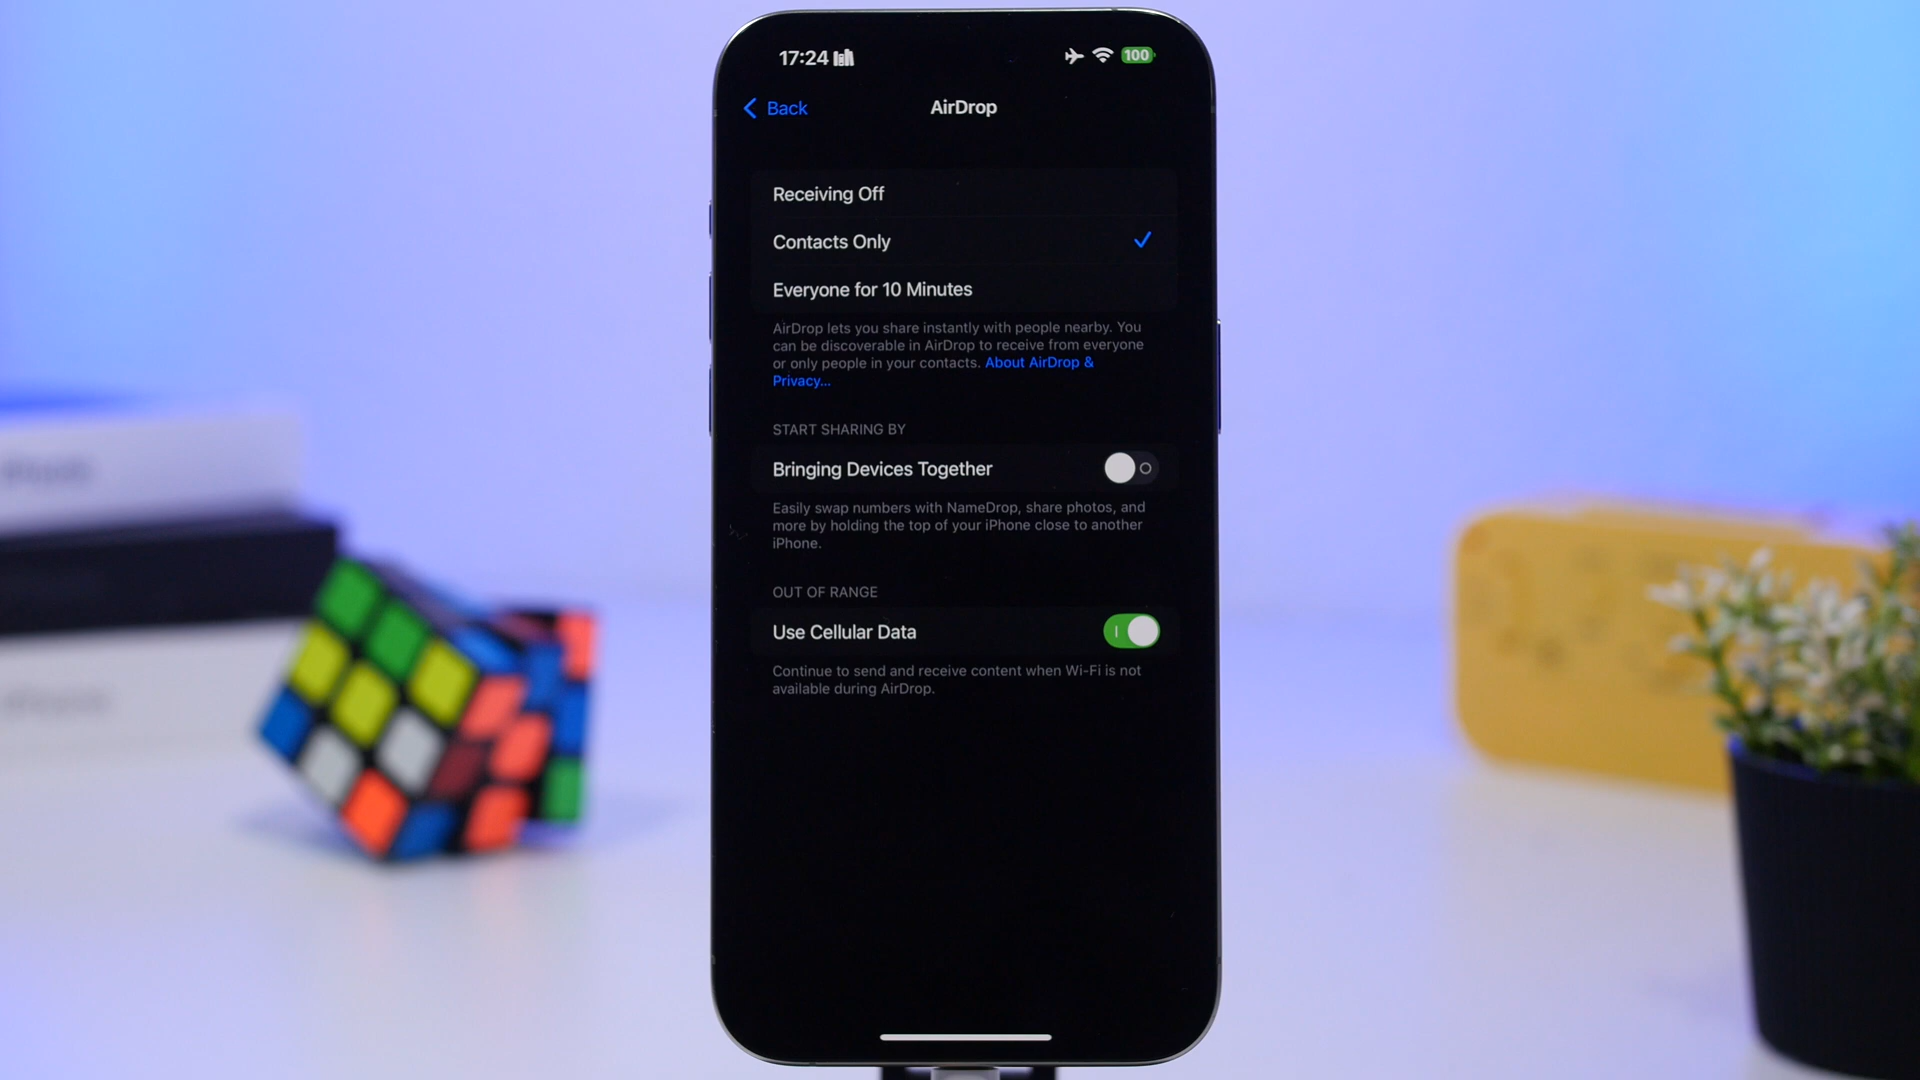 17:24
100
Back
AirDrop
Receiving Off
Contacts Only
Everyone for 10 Minutes
AirDrop lets you share instantly with people nearby. You
can be discoverable in AirDrop to receive from everyone
or only people in your contacts. About AirDrop &
Privacy...
START SHARING BY
Bringing Devices Together
Easily swap numbers with NameDrop, share photos, and
more by holding the top of your iPhone close to another
iPhone.
OUT OF RANGE
Use Cellular Data
Continue to send and receive content when Wi-Fi is not
available during AirDrop.